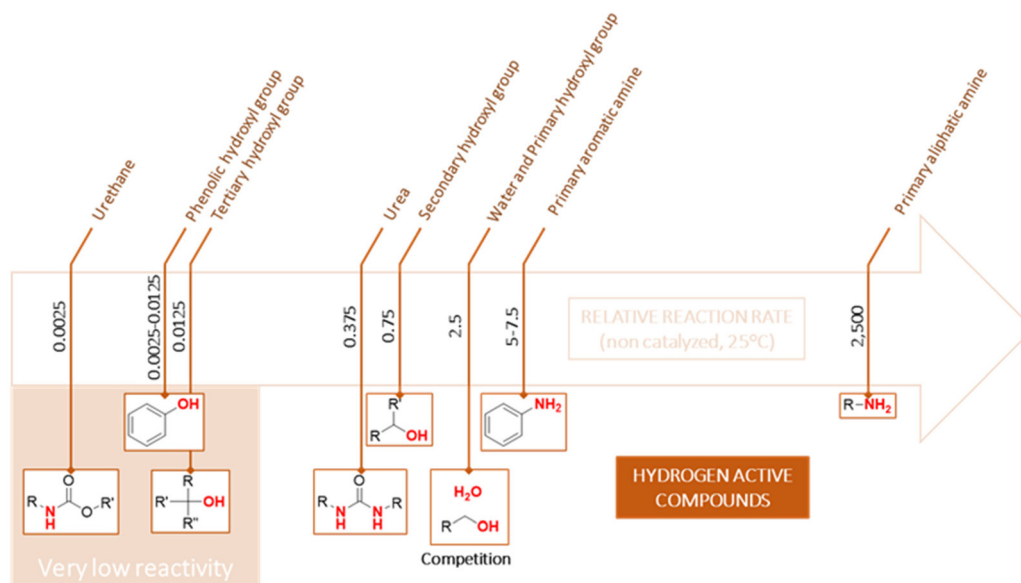 Urethane
Phenolic hydroxyl group
Tertiary hydroxyl group
Urea
Secondary hydroxyl group
Water and Primary hydroxyl group
Primary aromatic amine
Primary aliphatic amine
0.0025
0.0025-0.0125
0.0125
0.375
0.75
2.5
5-7.5
2,500
RELATIVE REACTION RATE
(non catalyzed, 25°C)
OH
R'
R OH
NH₂
R–NH₂
O
R N H O R'
R
R' OH
R"
O
R N H N H R
H₂O
R OH
HYDROGEN ACTIVE
COMPOUNDS
Competition
Very low reactivity